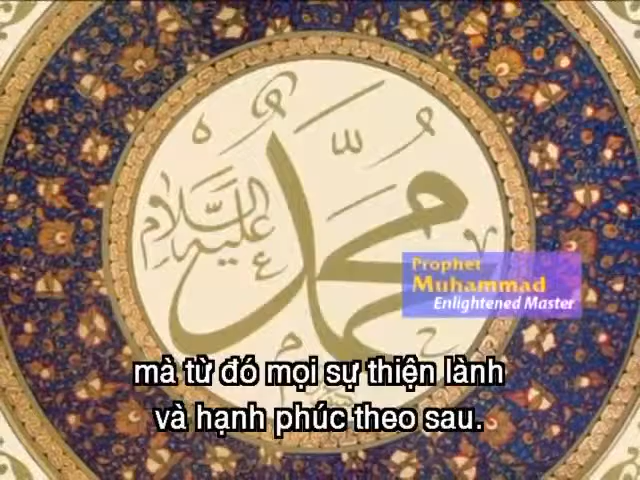 محمد
عليه السلام
Prophet
Muhammad
Enlightened Master
mà từ đó mọi sự thiện lành
và hạnh phúc theo sau.